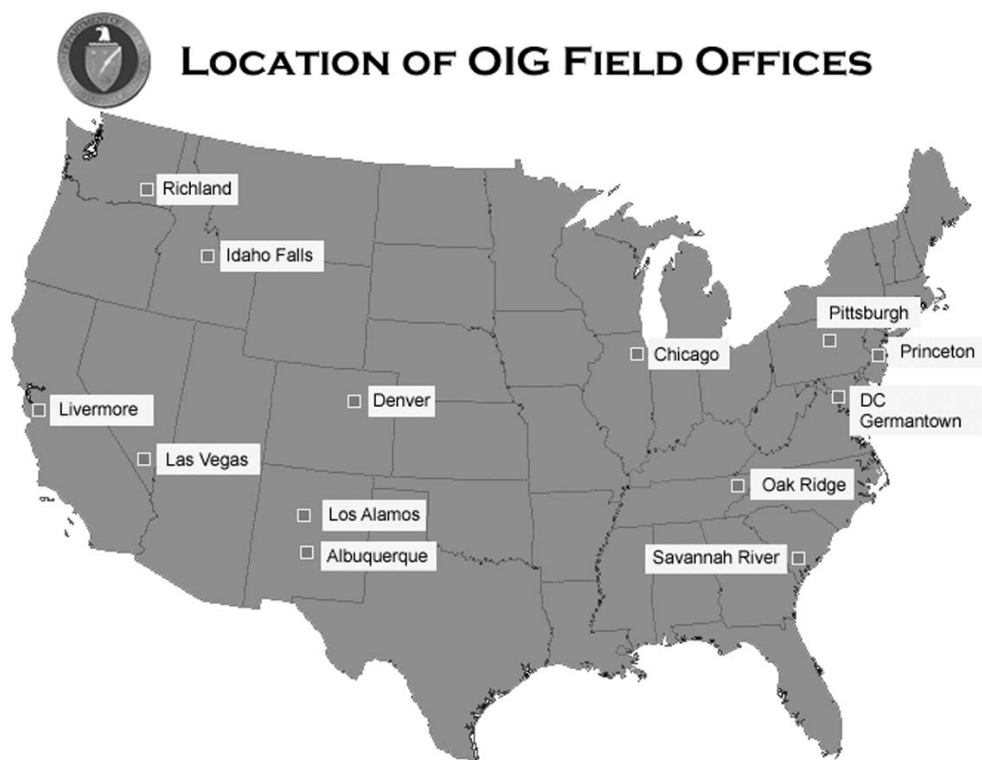 LOCATION OF OIG FIELD OFFICES
Richland
Idaho Falls
Pittsburgh
Princeton
Chicago
Denver
DC
Germantown
Livermore
Las Vegas
Oak Ridge
Los Alamos
Albuquerque
Savannah River